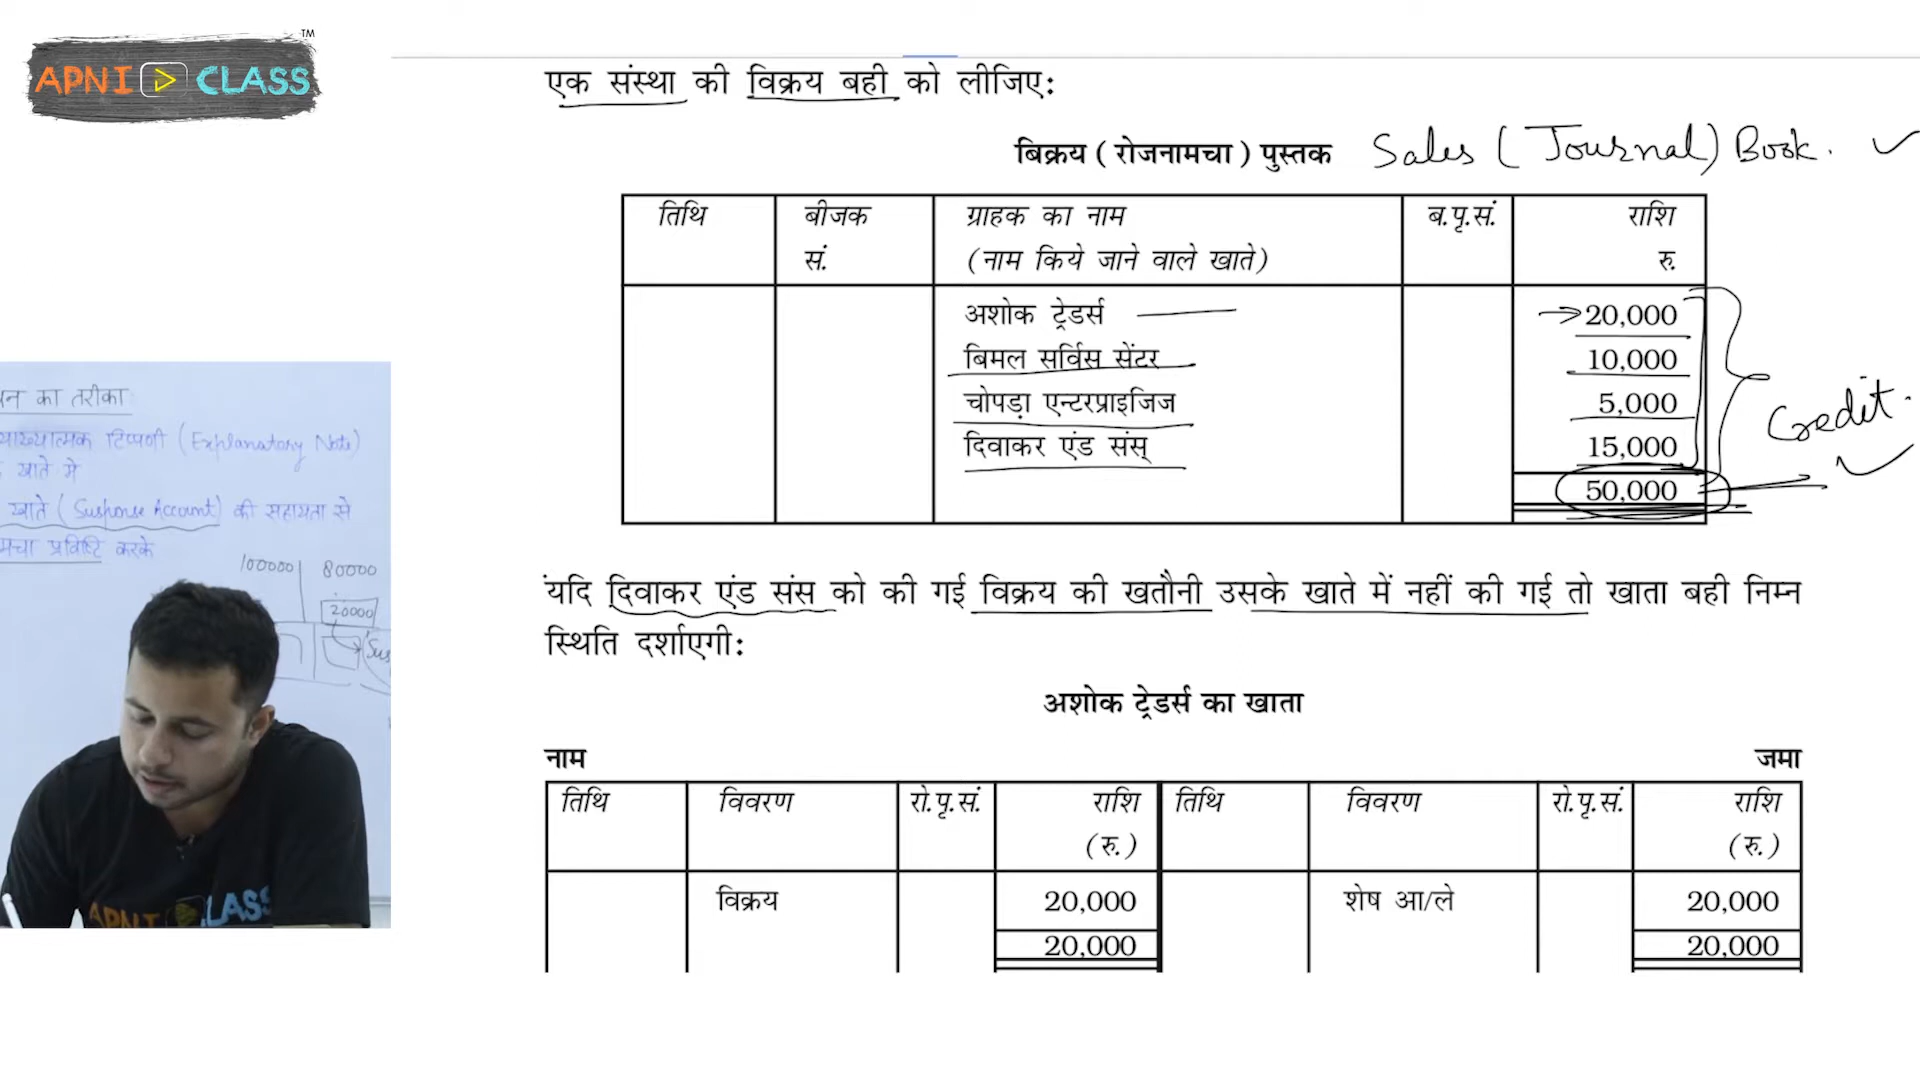 APNI CLASS
TM
एक संस्था की विक्रय बही को लीजिए:
बिक्रय ( रोजनामचा ) पुस्तक Sales ( Journal ) Book.
तिथि बीजक सं. ग्राहक का नाम (नाम किये जाने वाले खाते) ब.पृ.सं. राशि रु.
अशोक ट्रेडर्स 20,000
बिमल सर्विस सेंटर 10,000
चोपड़ा एन्टरप्राइजिज 5,000
दिवाकर एंड संस् 15,000
50,000
Credit.
का तरीका
टिप्पणी (Explanatory Note)
खाते में
खाते (Suspense Account) की सहायता से
प्रविष्टि करके
100000 80000
20000
यदि दिवाकर एंड संस को की गई विक्रय की खतौनी उसके खाते में नहीं की गई तो खाता बही निम्न
स्थिति दर्शाएगी:
अशोक ट्रेडर्स का खाता
नाम जमा
तिथि विवरण रो.पृ.सं. राशि (रु.) तिथि विवरण रो.पृ.सं. राशि (रु.)
विक्रय 20,000 शेष आ/ले 20,000
20,000 20,000
APNI CLASS